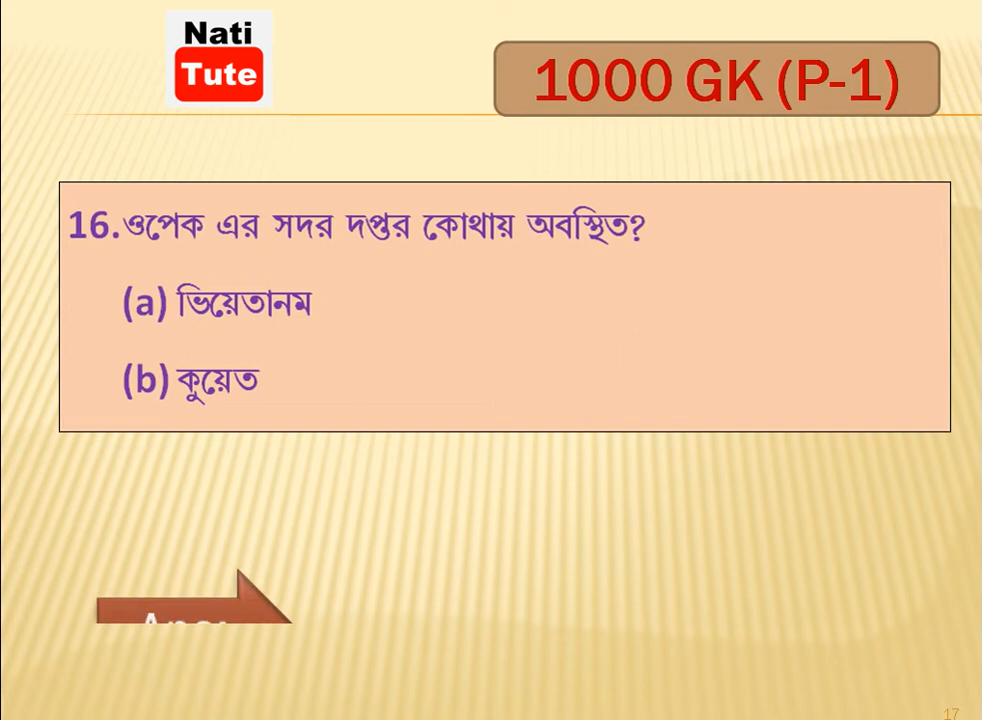 Nati
Tute
1000 GK (P-1)
16.ওপেক এর সদর দপ্তর কোথায় অবস্থিত?
(a) ভিয়েতানম
(b) কুয়েত
17